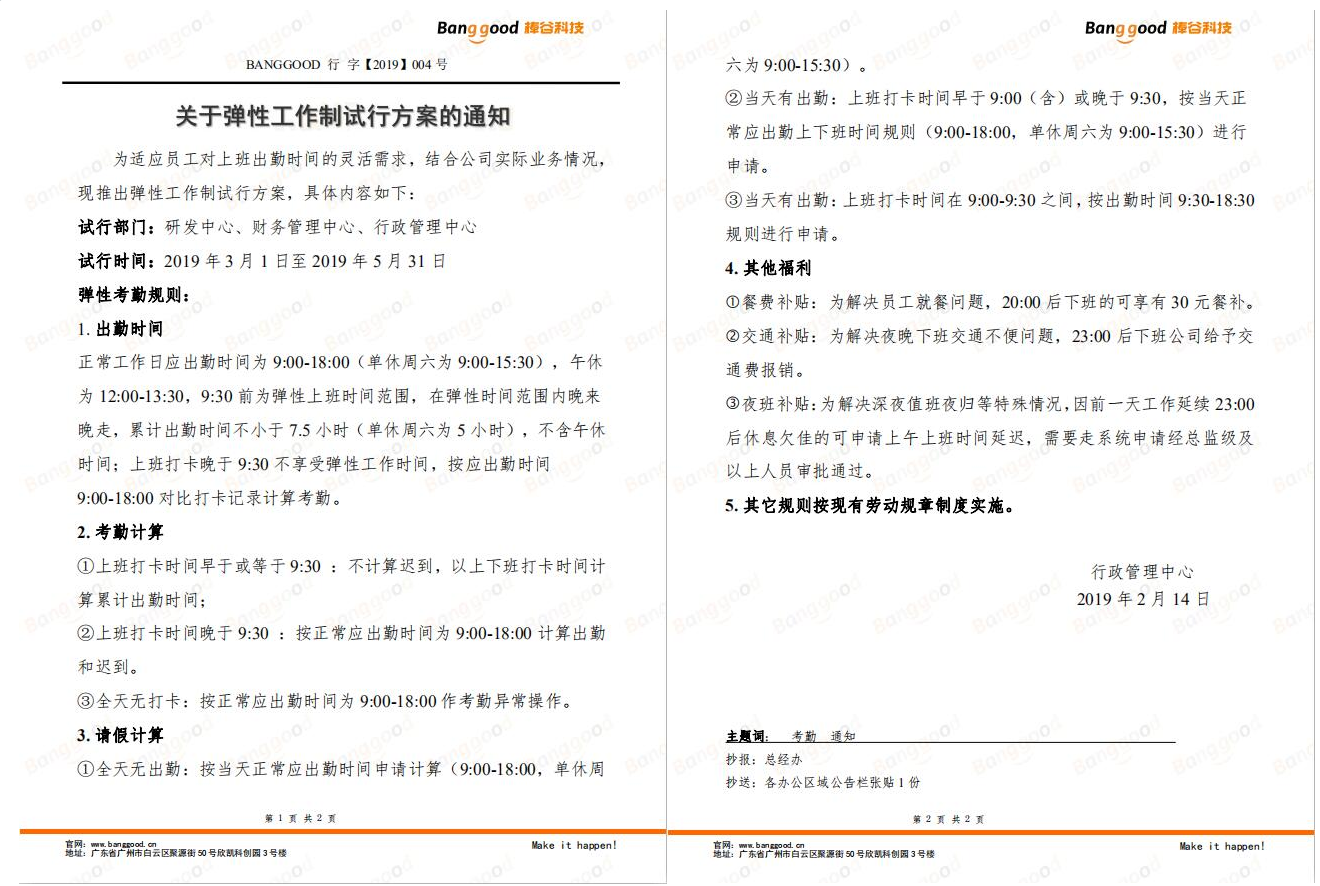 Banggood 棒谷科技
BANGGOOD 行 字【2019】004 号
关于弹性工作制试行方案的通知
为适应员工对上班出勤时间的灵活需求，结合公司实际业务情况，
现推出弹性工作制试行方案，具体内容如下：
试行部门：研发中心、财务管理中心、行政管理中心
试行时间：2019 年 3 月 1 日至 2019 年 5 月 31 日
弹性考勤规则：
1. 出勤时间
正常工作日应出勤时间为 9:00-18:00（单休周六为 9:00-15:30），午休
为 12:00-13:30，9:30 前为弹性上班时间范围，在弹性时间范围内晚来
晚走，累计出勤时间不小于 7.5 小时（单休周六为 5 小时），不含午休
时间；上班打卡晚于 9:30 不享受弹性工作时间，按应出勤时间
9:00-18:00 对比打卡记录计算考勤。
2. 考勤计算
①上班打卡时间早于或等于 9:30 ：不计算迟到，以上下班打卡时间计
算累计出勤时间；
②上班打卡时间晚于 9:30 ：按正常应出勤时间为 9:00-18:00 计算出勤
和迟到。
③全天无打卡：按正常应出勤时间为 9:00-18:00 作考勤异常操作。
3. 请假计算
①全天无出勤：按当天正常应出勤时间申请计算（9:00-18:00，单休周
第 1 页 共 2 页
官网：www.banggood.cn
地址：广东省广州市白云区聚源街 50 号欣凯科创园 3 号楼
Make it happen!
Banggood 棒谷科技
六为 9:00-15:30）。
②当天有出勤：上班打卡时间早于 9:00（含）或晚于 9:30，按当天正
常应出勤上下班时间规则（9:00-18:00，单休周六为 9:00-15:30）进行
申请。
③当天有出勤：上班打卡时间在 9:00-9:30 之间，按出勤时间 9:30-18:30
规则进行申请。
4. 其他福利
①餐费补贴：为解决员工就餐问题，20:00 后下班的可享有 30 元餐补。
②交通补贴：为解决夜晚下班交通不便问题，23:00 后下班公司给予交
通费报销。
③夜班补贴：为解决深夜值班夜归等特殊情况，因前一天工作延续 23:00
后休息欠佳的可申请上午上班时间延迟，需要走系统申请经总监级及
以上人员审批通过。
5. 其它规则按现有劳动规章制度实施。
行政管理中心
2019 年 2 月 14 日
主题词： 考勤 通知
抄报：总经办
抄送：各办公区域公告栏张贴 1 份
第 2 页 共 2 页
官网：www.banggood.cn
地址：广东省广州市白云区聚源街 50 号欣凯科创园 3 号楼
Make it happen!